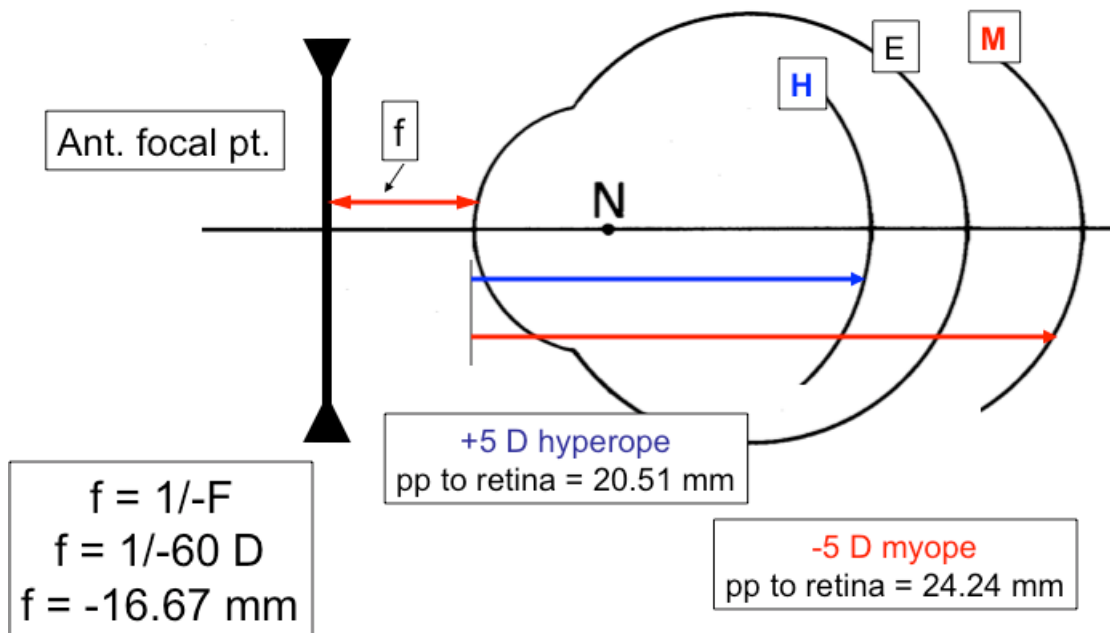 M
E
H
f
Ant. focal pt.
N
+5 D hyperope
pp to retina = 20.51 mm
f = 1/-F
f = 1/-60 D
f = -16.67 mm
-5 D myope
pp to retina = 24.24 mm